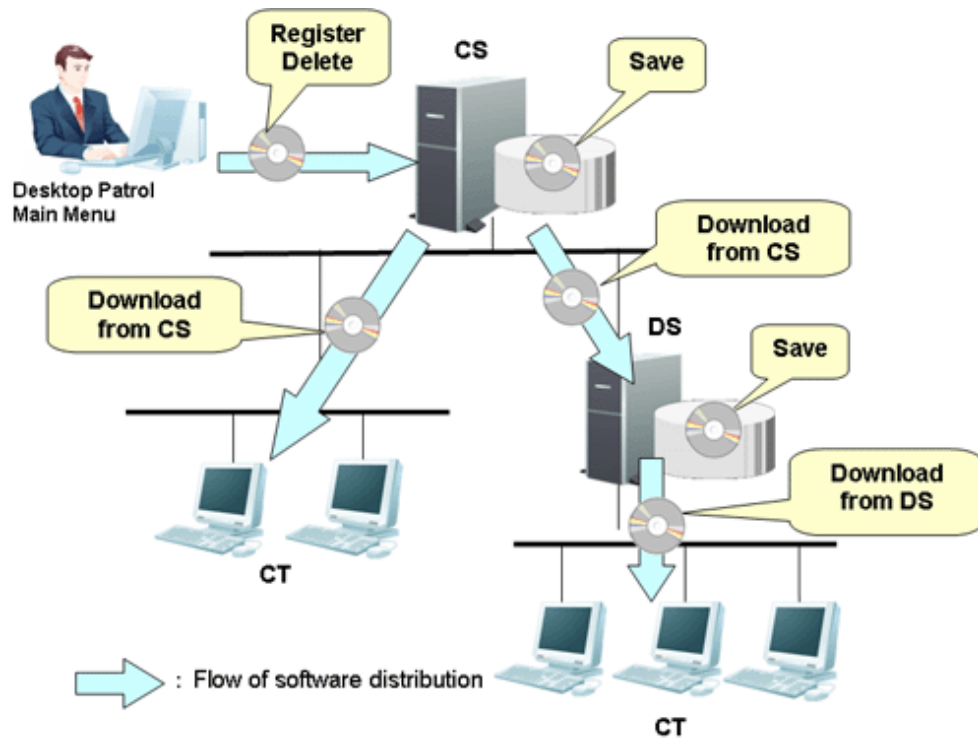 Register
Delete
CS
Save
Desktop Patrol
Main Menu
Download
from CS
Download
from CS
DS
Save
Download
from DS
CT
: Flow of software distribution
CT